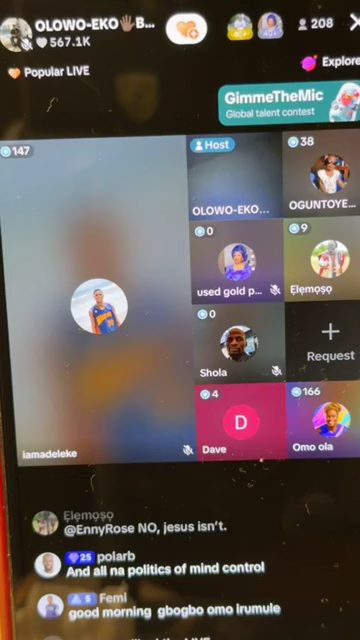 OLOWO-EKO🖐🏿B...
567.1K
208
Popular LIVE
Explore
GimmeTheMic
Global talent contest
147
Host
38
OLOWO-EKO...
OGUNTOYE...
0
9
used gold p...
Ẹlẹmọṣọ
0
Shola
Request
4
166
D
iamadeleke
Dave
Omo ola
Ẹlẹmọṣọ
@EnnyRose NO, jesus isn't.
25 polarb
And all na politics of mind control
5 Femi
good morning gbogbo omo irumule